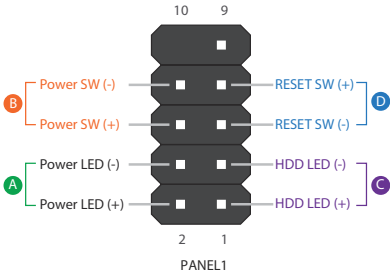 10 9
Power SW (-) RESET SW (+)
B D
Power SW (+) RESET SW (-)
Power LED (-) HDD LED (-)
A C
Power LED (+) HDD LED (+)
2 1
PANEL1